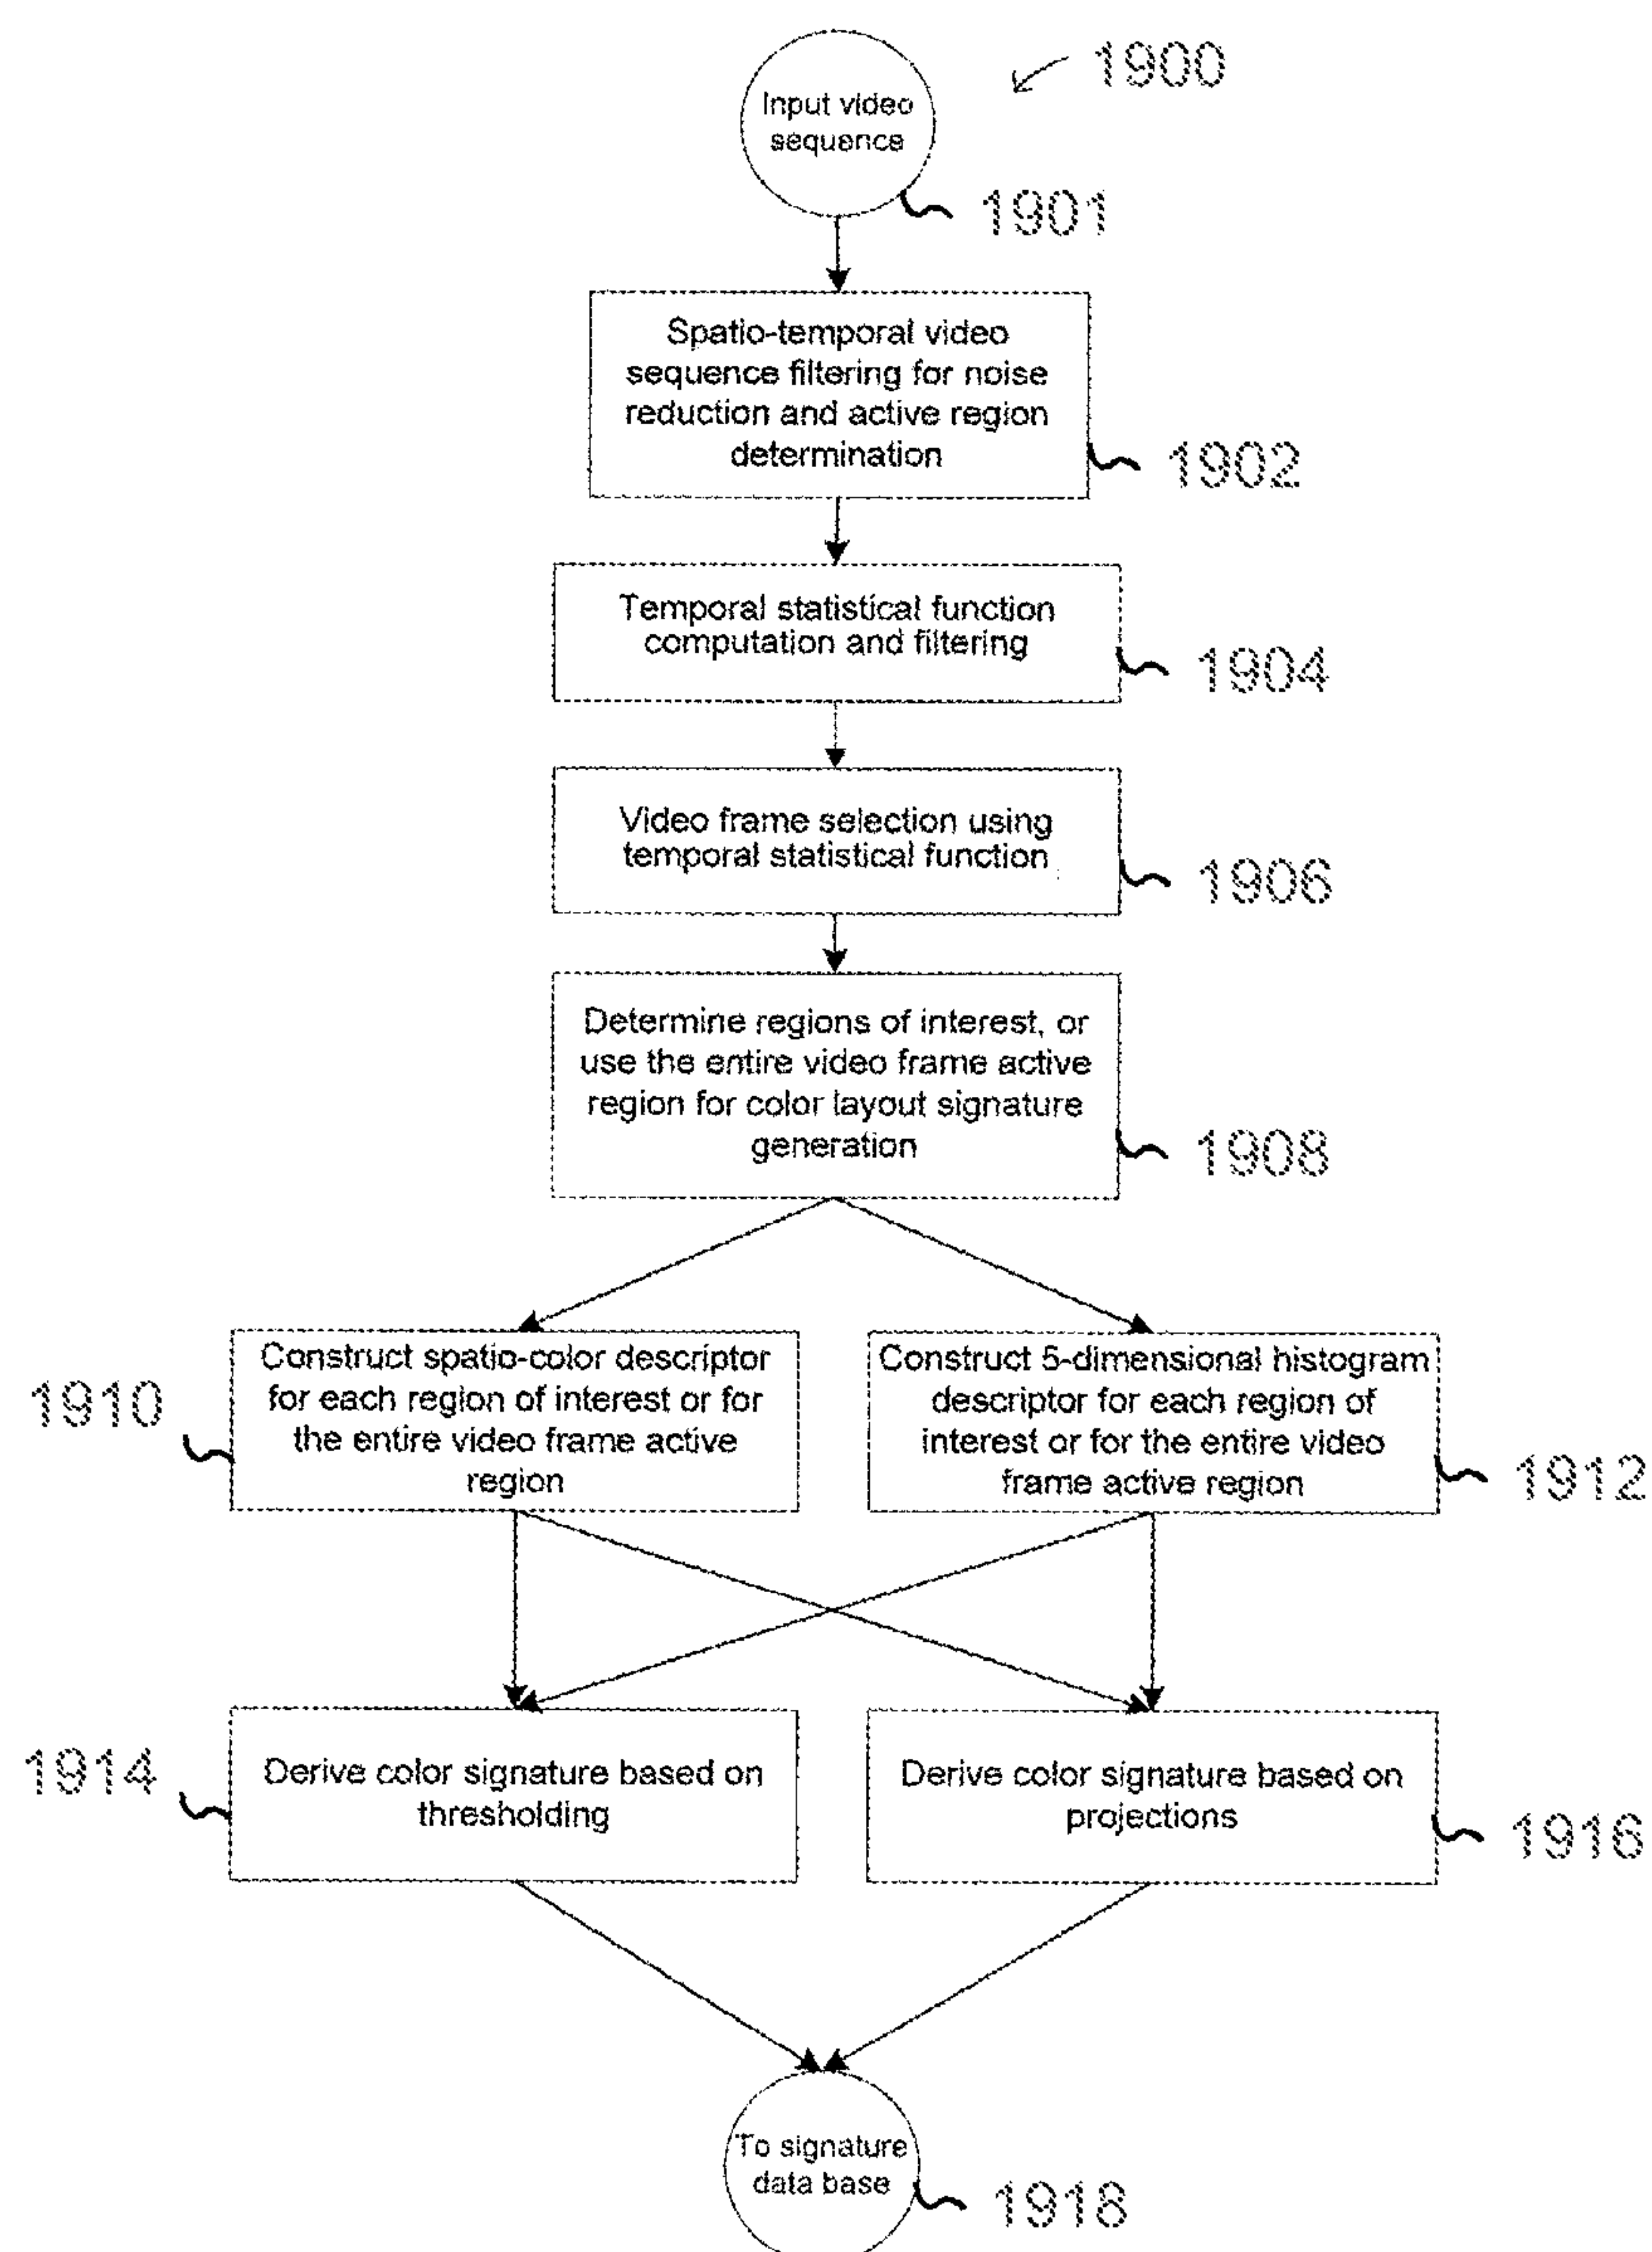 1900
Input video
sequence
1901
Spatio-temporal video
sequence filtering for noise
reduction and active region
determination
1902
Temporal statistical function
computation and filtering
1904
Video frame selection using
temporal statistical function
1906
Determine regions of interest, or
use the entire video frame active
region for color layout signature
generation
1908
1910
Construct spatio-color descriptor
for each region of interest or for
the entire video frame active
region
Construct 5-dimensional histogram
descriptor for each region of
interest or for the entire video
frame active region
1912
1914
Derive color signature based on
thresholding
Derive color signature based on
projections
1916
To signature
data base
1918